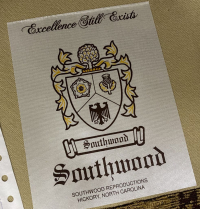 Excellence Still Exists
Southwood
Southwood
SOUTHWOOD REPRODUCTIONS,
HICKORY, NORTH CAROLINA